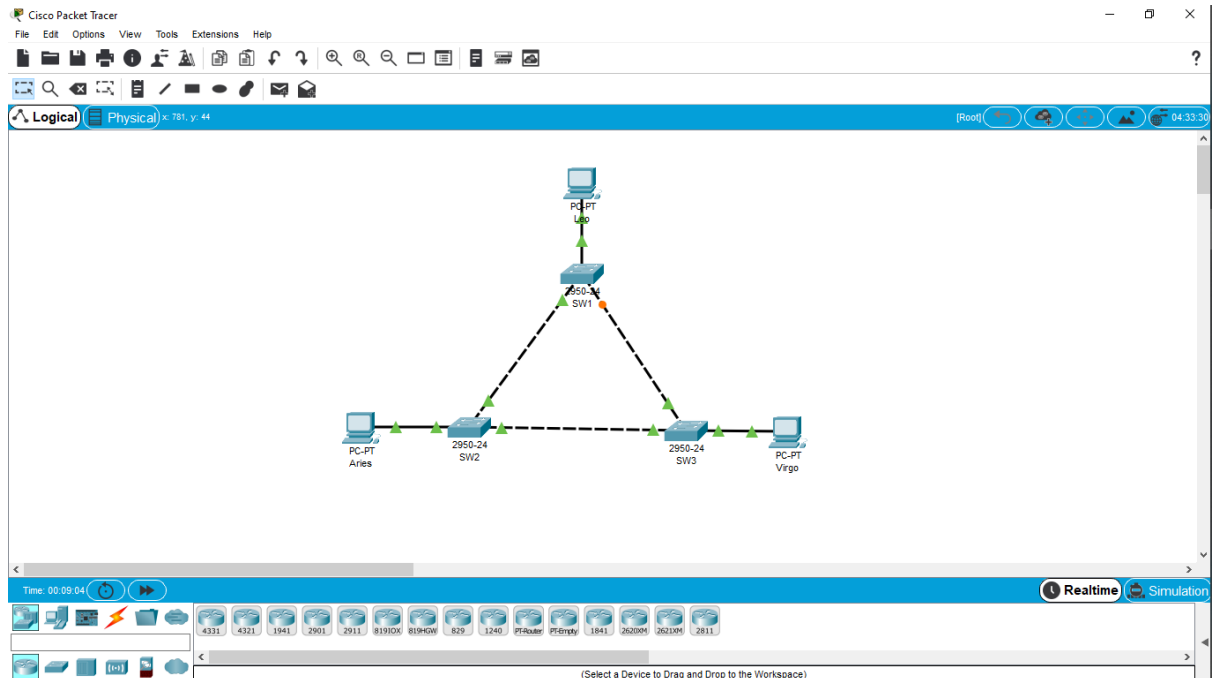 Cisco Packet Tracer
File Edit Options View Tools Extensions Help
?
Logical Physical x: 781, y: 44 [Root] 04:33:30
PC-PT
Leo
2950-24
SW1
PC-PT
Aries
2950-24
SW2
2950-24
SW3
PC-PT
Virgo
Time: 00:09:04 Realtime Simulation
4331 4321 1941 2901 2911 819IOX 819HGW 829 1240 PT-Router PT-Empty 1841 2620XM 2621XM 2811
(Select a Device to Drag and Drop to the Workspace)